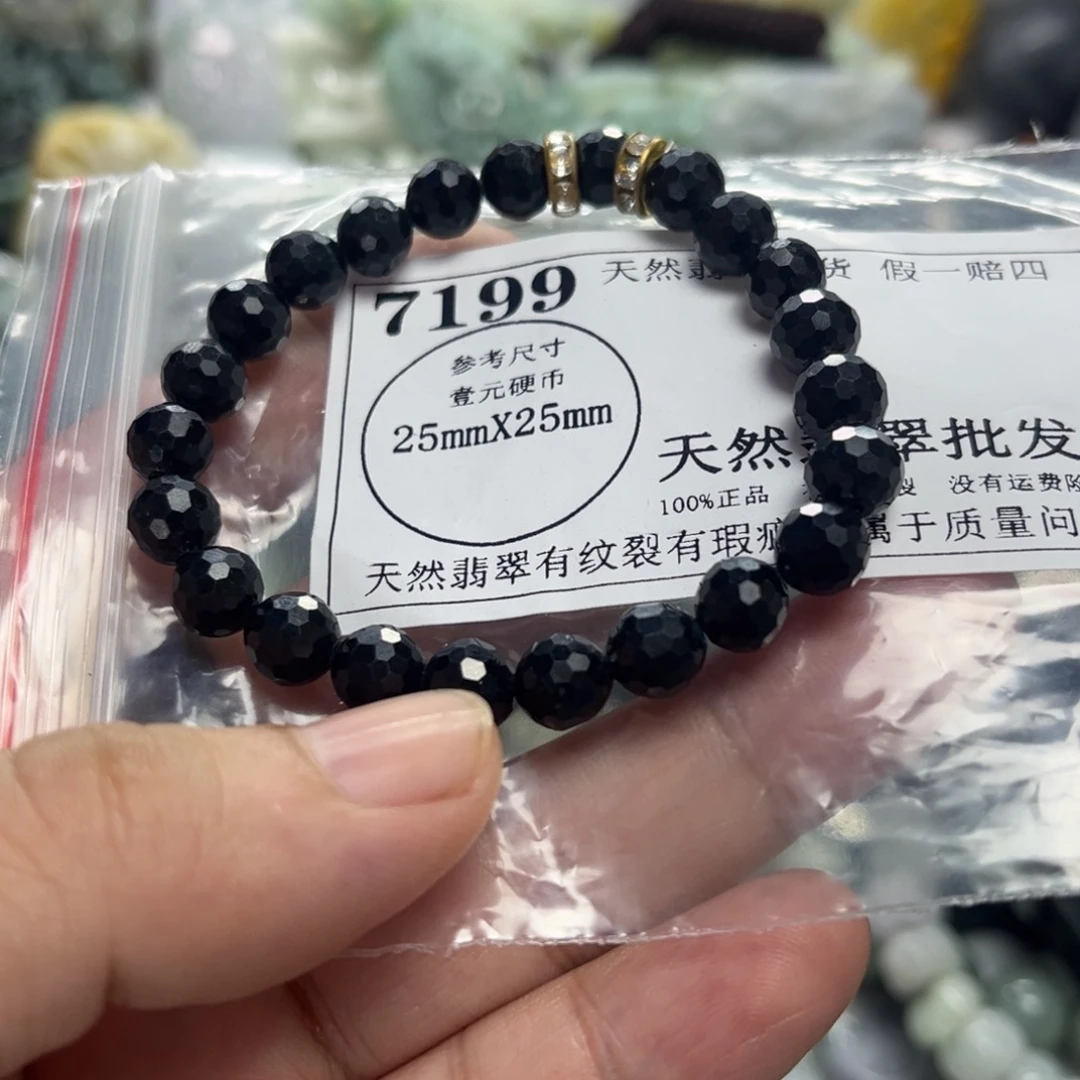 7199
天然翡 货 假一赔四
参考尺寸
壹元硬币
25mmX25mm
天然 翠批发
100%正品 没有运费险
天然翡翠有纹裂有瑕疵 属于质量问